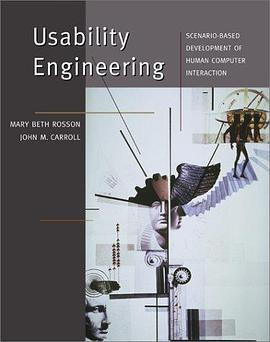 Usability
Engineering
SCENARIO-BASED
DEVELOPMENT OF
HUMAN COMPUTER
INTERACTION
MARY BETH ROSSON
JOHN M. CARROLL